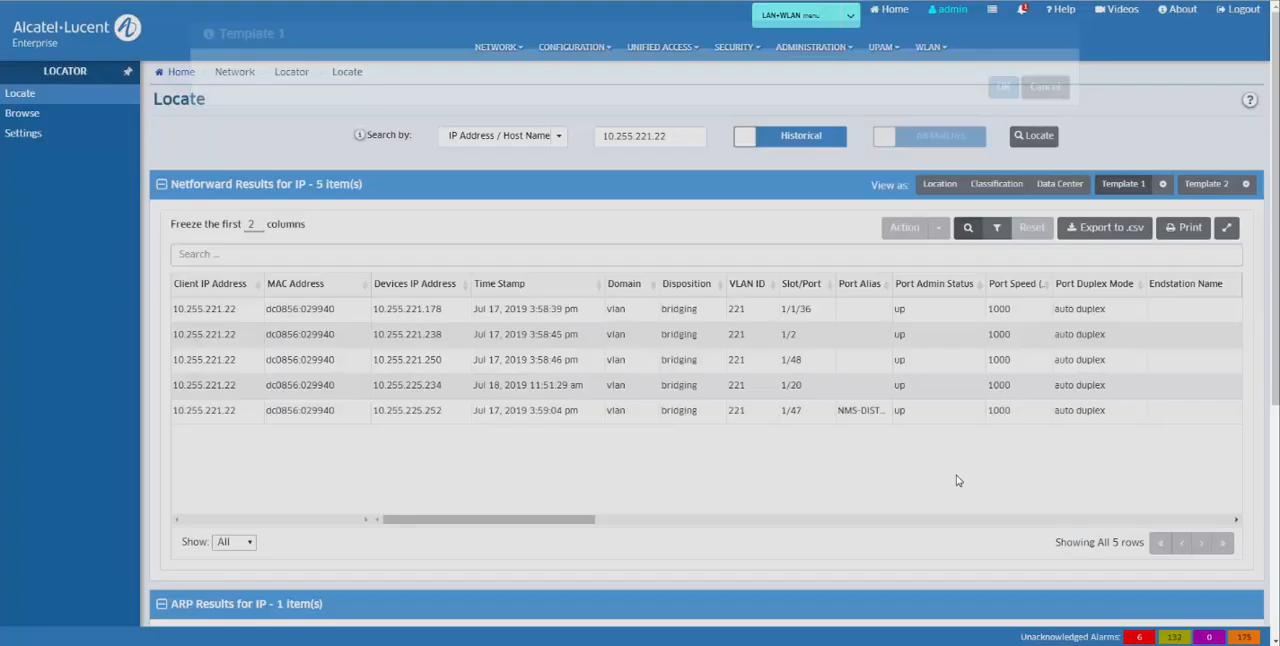 Alcatel·Lucent
Enterprise
Template 1
LAN+WLAN menu
Home
admin
1
? Help
Videos
About
Logout
NETWORK
CONFIGURATION
UNIFIED ACCESS
SECURITY
ADMINISTRATION
UPAM
WLAN
LOCATOR
Locate
Browse
Settings
Home Network Locator Locate
OK Cancel
Locate
?
Search by: IP Address / Host Name 10.255.221.22 Historical All Matches Locate
Netforward Results for IP - 5 item(s)
View as: Location Classification Data Center Template 1 Template 2
Freeze the first 2 columns
Action Reset Export to .csv Print
Search ...
Client IP Address MAC Address Devices IP Address Time Stamp Domain Disposition VLAN ID Slot/Port Port Alias Port Admin Status Port Speed (... Port Duplex Mode Endstation Name
10.255.221.22 dc0856:029940 10.255.221.178 Jul 17, 2019 3:58:39 pm vlan bridging 221 1/1/36 up 1000 auto duplex
10.255.221.22 dc0856:029940 10.255.221.238 Jul 17, 2019 3:58:45 pm vlan bridging 221 1/2 up 1000 auto duplex
10.255.221.22 dc0856:029940 10.255.221.250 Jul 17, 2019 3:58:46 pm vlan bridging 221 1/48 up 1000 auto duplex
10.255.221.22 dc0856:029940 10.255.225.234 Jul 18, 2019 11:51:29 am vlan bridging 221 1/20 up 1000 auto duplex
10.255.221.22 dc0856:029940 10.255.225.252 Jul 17, 2019 3:59:04 pm vlan bridging 221 1/47 NMS-DIST... up 1000 auto duplex
Show: All
Showing All 5 rows
ARP Results for IP - 1 item(s)
Unacknowledged Alarms: 6 132 0 175